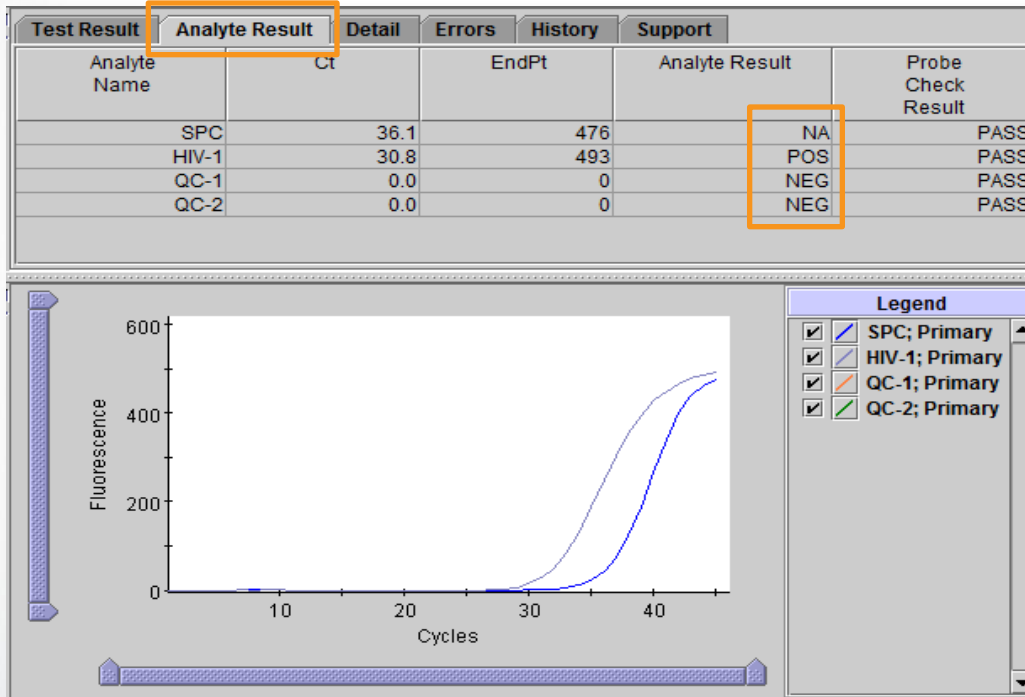 Test Result Analyte Result Detail Errors History Support
Analyte Name Ct EndPt Analyte Result Probe Check Result
SPC 36.1 476 NA PASS
HIV-1 30.8 493 POS PASS
QC-1 0.0 0 NEG PASS
QC-2 0.0 0 NEG PASS
Legend
SPC; Primary
HIV-1; Primary
QC-1; Primary
QC-2; Primary
600
400
200
0
Fluorescence
10 20 30 40
Cycles